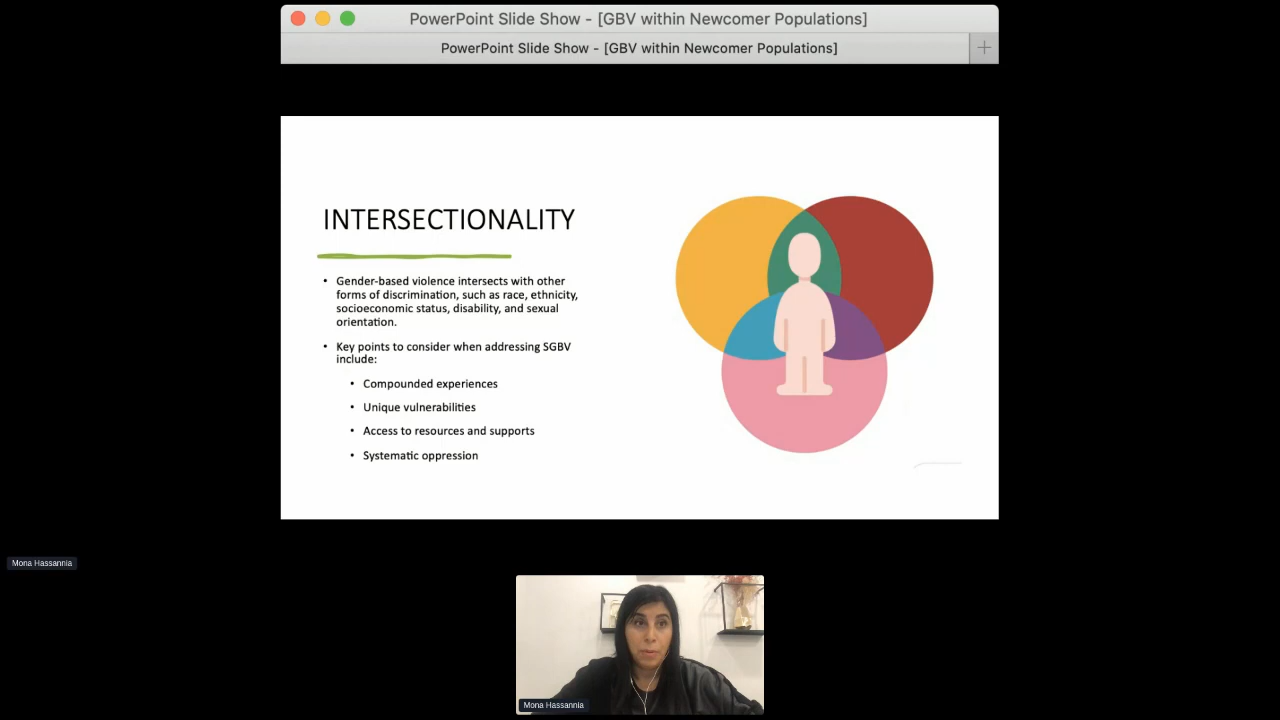 PowerPoint Slide Show - [GBV within Newcomer Populations]
PowerPoint Slide Show - [GBV within Newcomer Populations]
INTERSECTIONALITY
• Gender-based violence intersects with other
forms of discrimination, such as race, ethnicity,
socioeconomic status, disability, and sexual
orientation.
• Key points to consider when addressing SGBV
include:
• Compounded experiences
• Unique vulnerabilities
• Access to resources and supports
• Systematic oppression
Mona Hassannia
Mona Hassannia